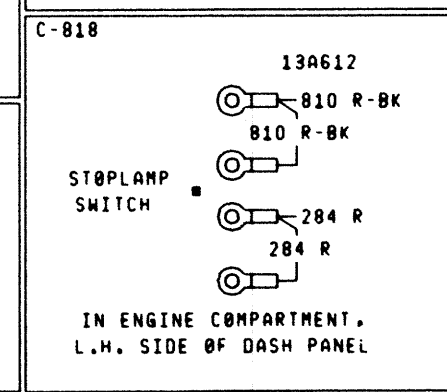 C-818
13A612
810 R-BK
810 R-BK
STOPLAMP
SWITCH
284 R
284 R
IN ENGINE COMPARTMENT,
L.H. SIDE OF DASH PANEL